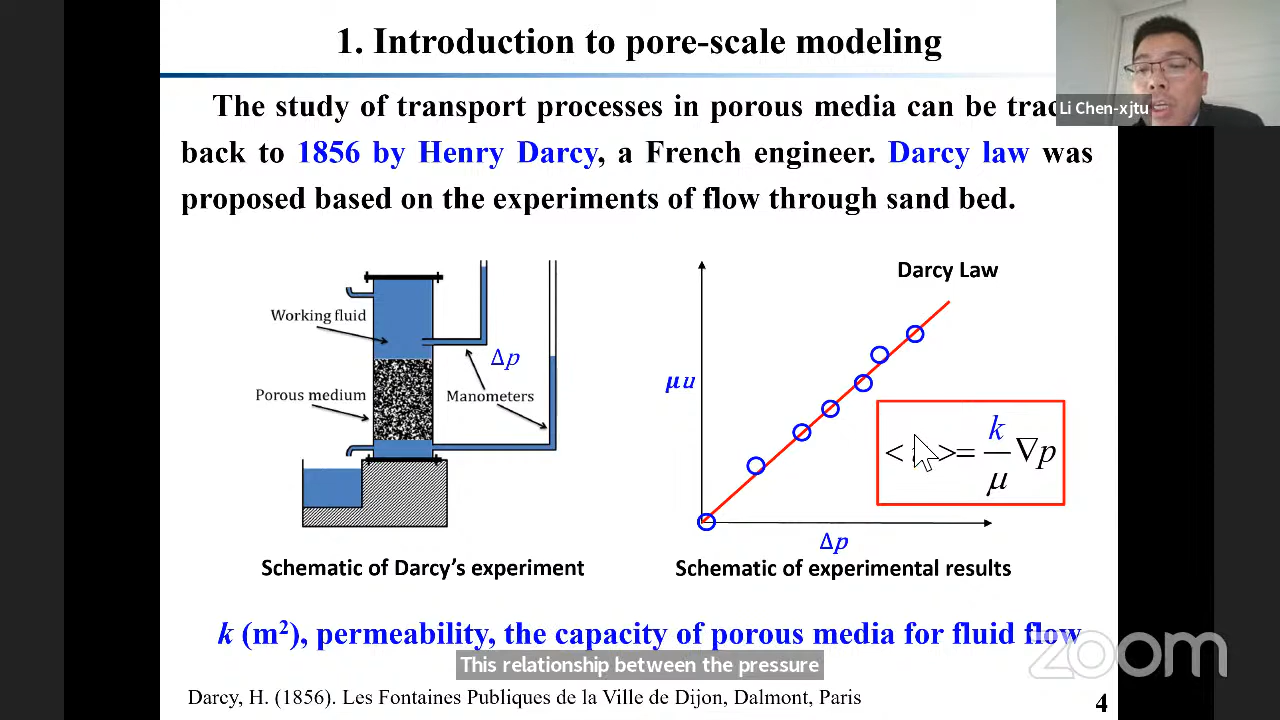 1. Introduction to pore-scale modeling
The study of transport processes in porous media can be
Li Chen-xjtu
back to 1856 by Henry Darcy, a French engineer. Darcy law was
proposed based on the experiments of flow through sand bed.
Working fluid
Δp
Porous medium
Manometers
Schematic of Darcy's experiment
Darcy Law
μu
< >= k/μ ∇p
Δp
Schematic of experimental results
k (m²), permeability, the capacity of porous media for fluid flow
zoom
This relationship between the pressure
Darcy, H. (1856). Les Fontaines Publiques de la Ville de Dijon, Dalmont, Paris
4